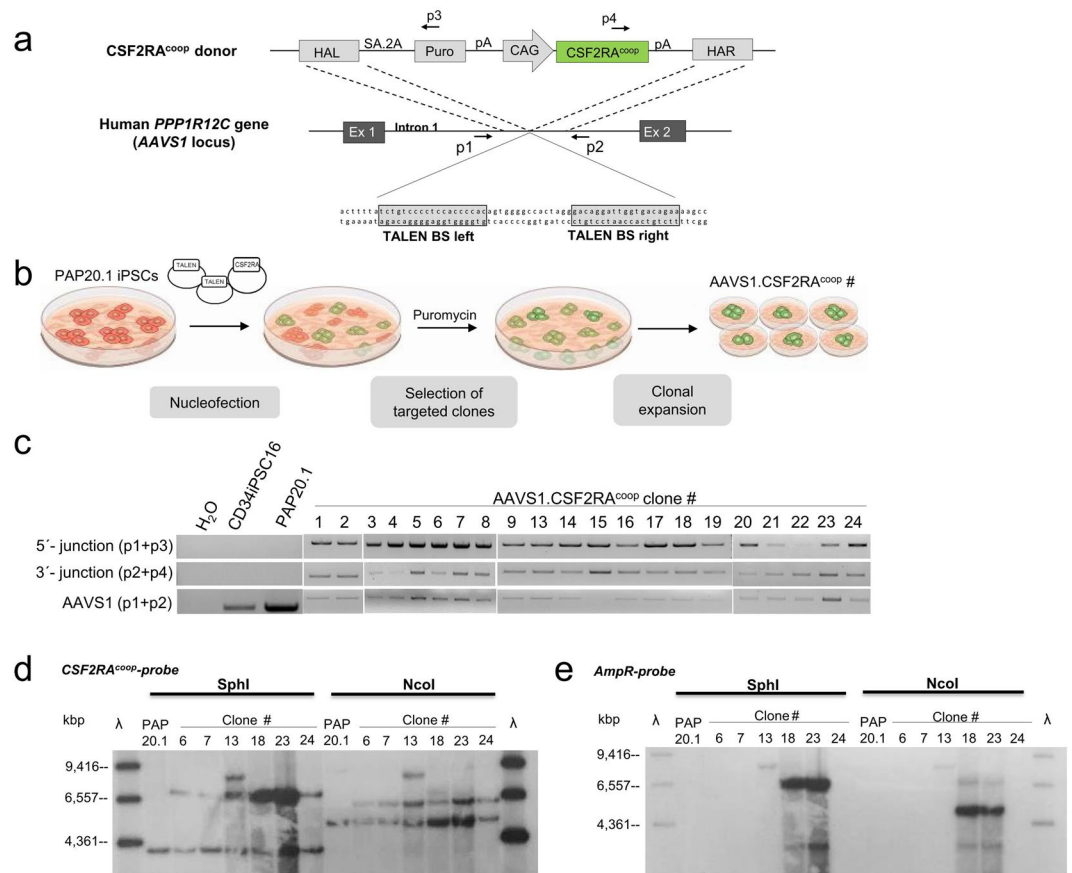 a
p3
p4
CSF2RAcoop donor
HAL
SA.2A
Puro
pA
CAG
CSF2RAcoop
pA
HAR
Human PPP1R12C gene
(AAVS1 locus)
Ex 1
Intron 1
Ex 2
p1
p2
acttttatctgtcccctccaccccacagtggggccactagggacaggattggtgacagaaaagcc
tgaaaatagacaggggaggtggggtgtcaccccggtgatccctgtcctaaccactgtcttttcgg
TALEN BS left
TALEN BS right
b
PAP20.1 iPSCs
TALEN
TALEN
CSF2RA
Puromycin
AAVS1.CSF2RAcoop #
Nucleofection
Selection of
targeted clones
Clonal
expansion
c
H2O
CD34iPSC16
PAP20.1
AAVS1.CSF2RAcoop clone #
1 2 3 4 5 6 7 8 9 13 14 15 16 17 18 19 20 21 22 23 24
5´- junction (p1+p3)
3´- junction (p2+p4)
AAVS1 (p1+p2)
d
CSF2RAcoop-probe
SphI NcoI
kbp λ PAP Clone # PAP Clone # λ
20.1 6 7 13 18 23 24 20.1 6 7 13 18 23 24
9,416--
6,557--
4,361--
e
AmpR-probe
SphI NcoI
kbp λ PAP Clone # PAP Clone # λ
20.1 6 7 13 18 23 24 20.1 6 7 13 18 23 24
9,416--
6,557--
4,361--